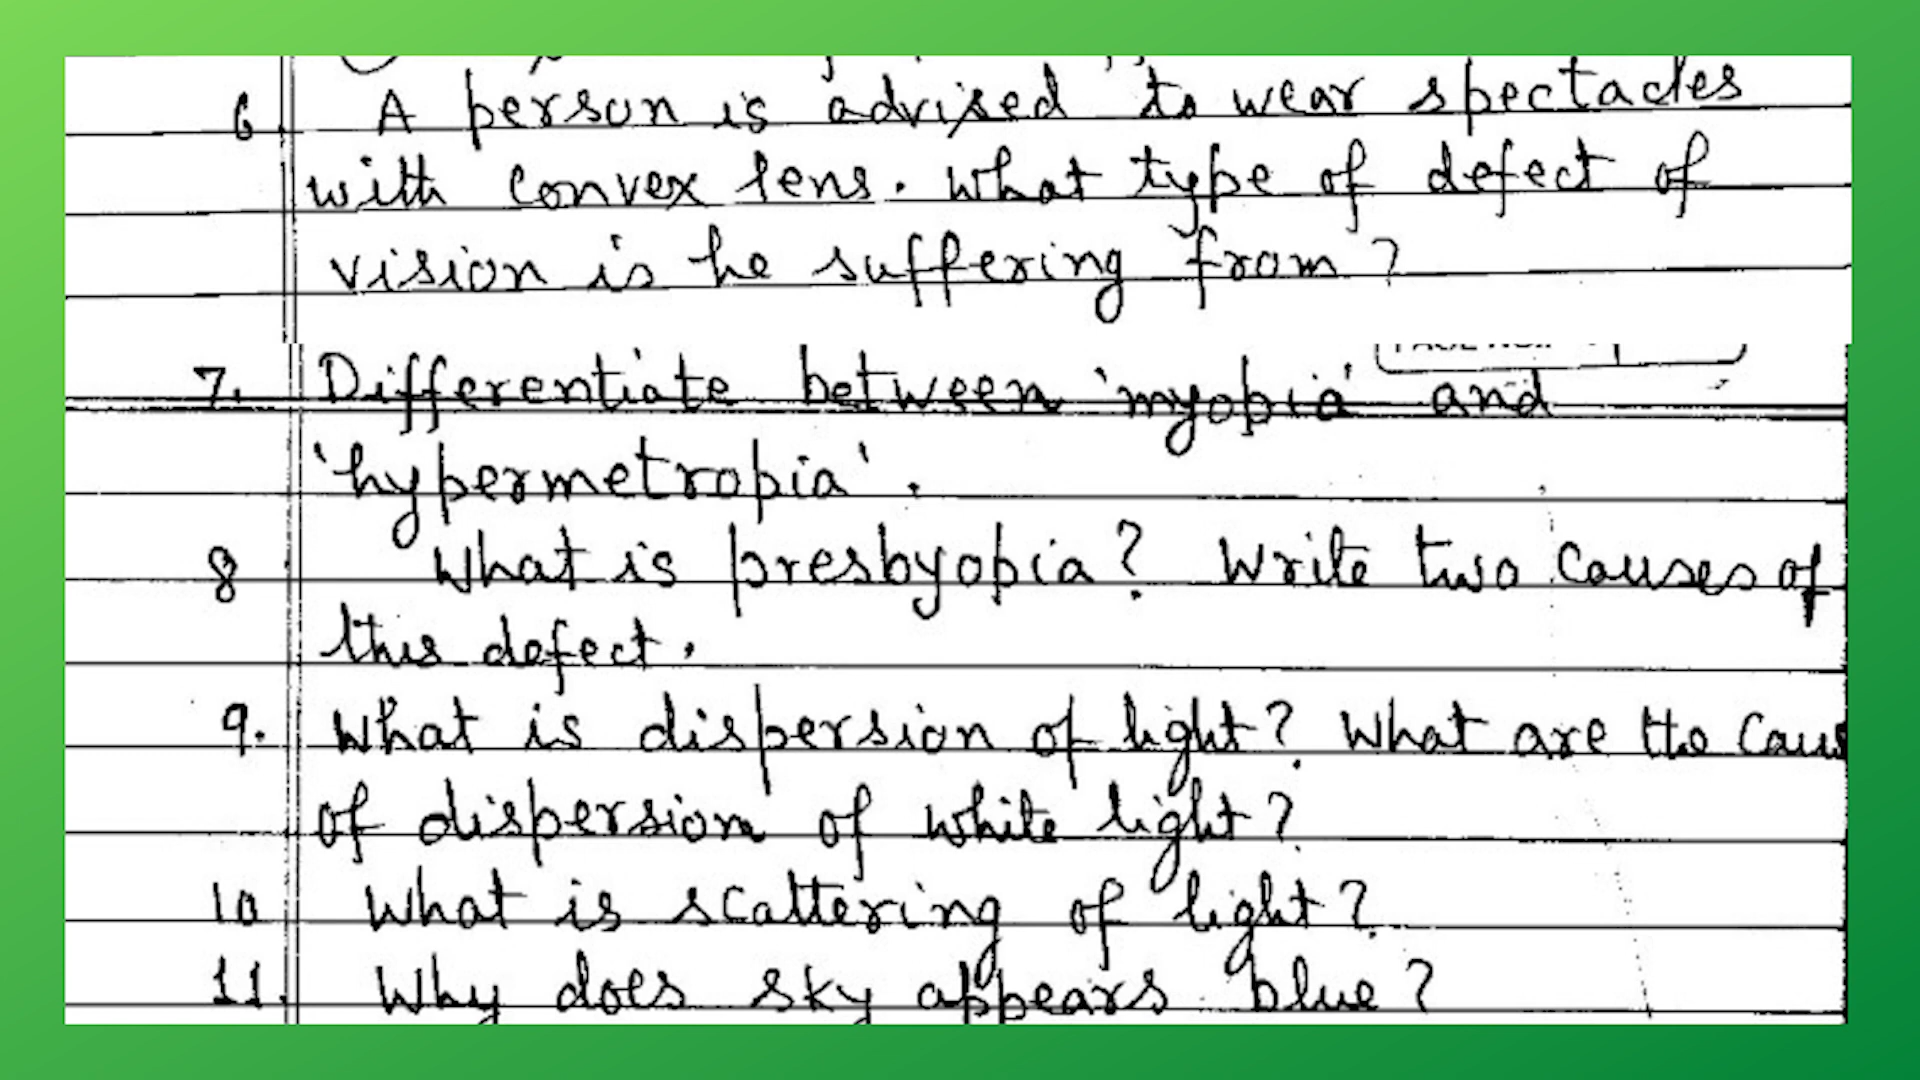 6. A person is advised to wear spectacles
with convex lens. What type of defect of
vision is he suffering from?
7. Differentiate between 'myopia' and
'hypermetropia'.
8 What is presbyopia? Write two causes of
this defect.
9. What is dispersion of light? What are the Caus
of dispersion of white light?
10 What is scattering of light?
11. Why does sky appears blue?